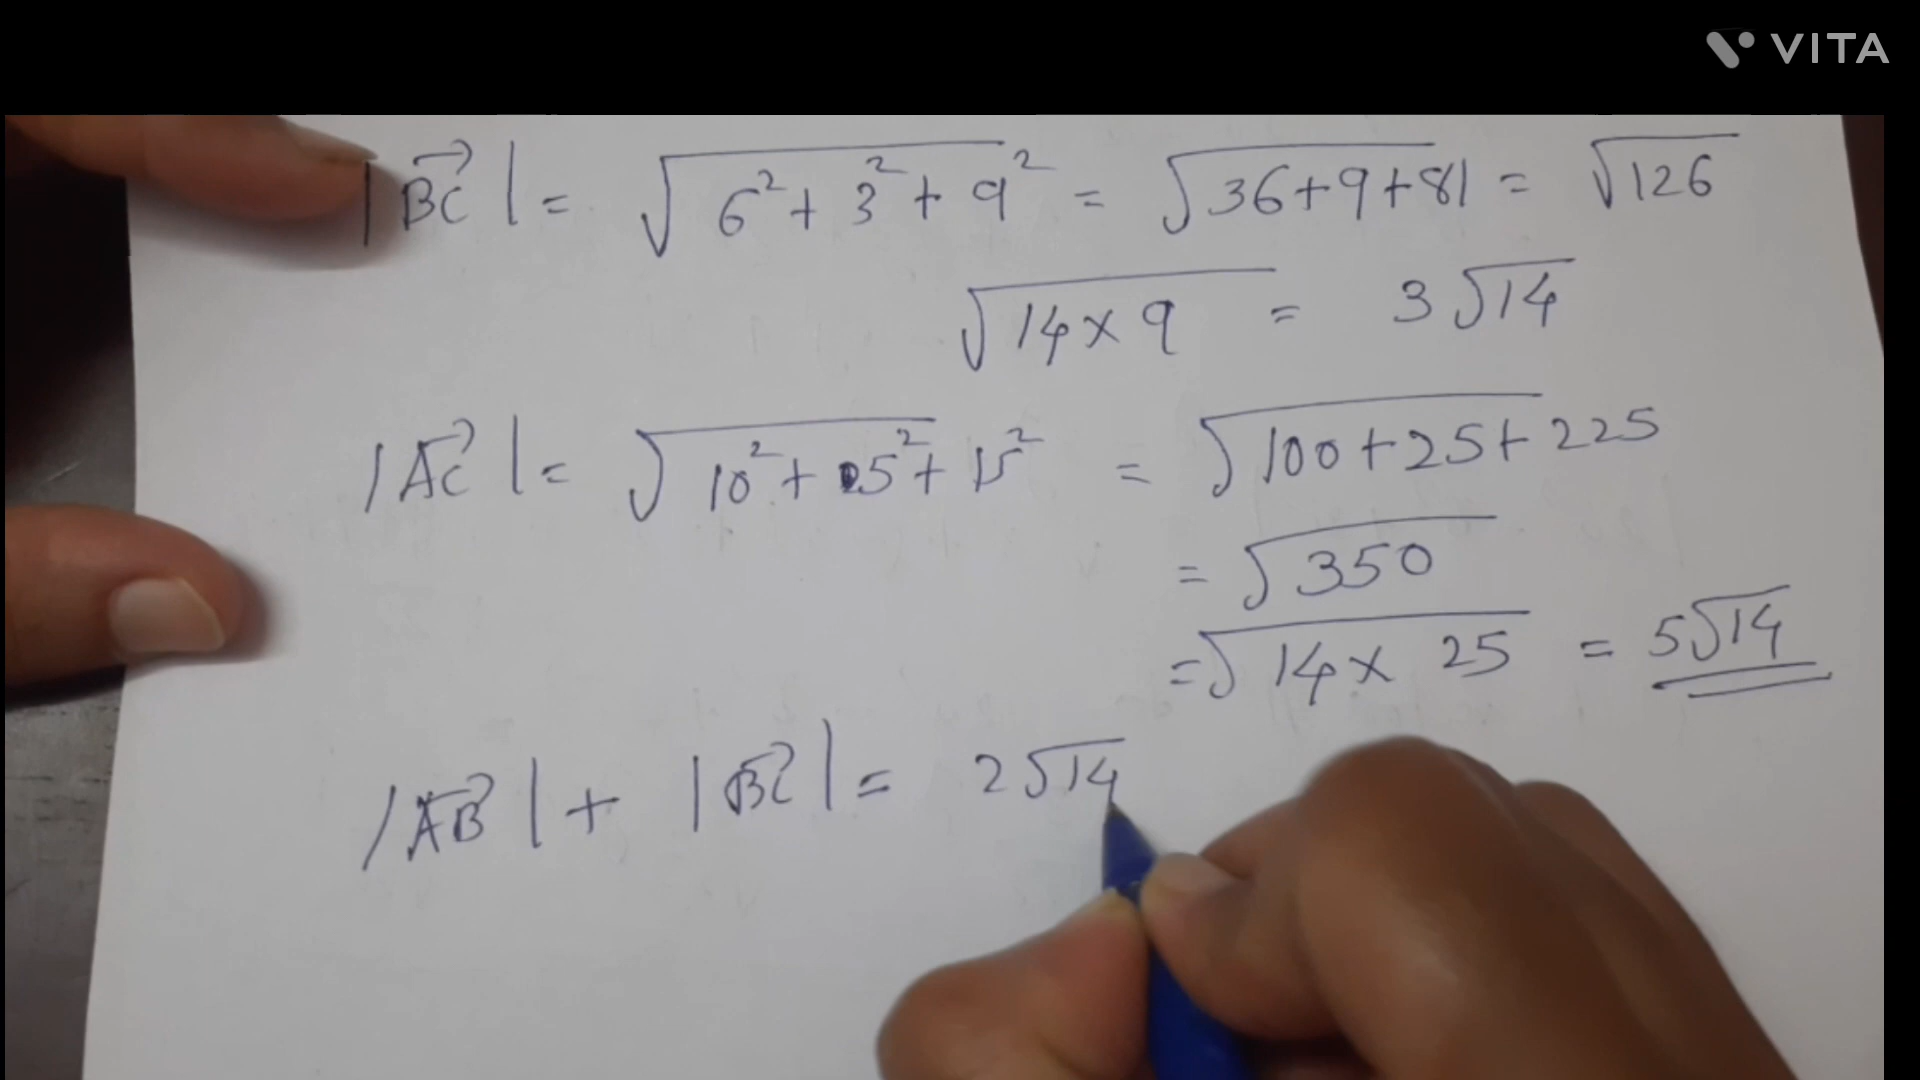 VITA
|BC→| = √6² + 3² + 9² = √36+9+81 = √126
√14 × 9 = 3√14
|AC→| = √10² + 5² + 15² = √100+25+225
= √350
= √14 × 25 = 5√14
|AB→| + |BC→| = 2√14